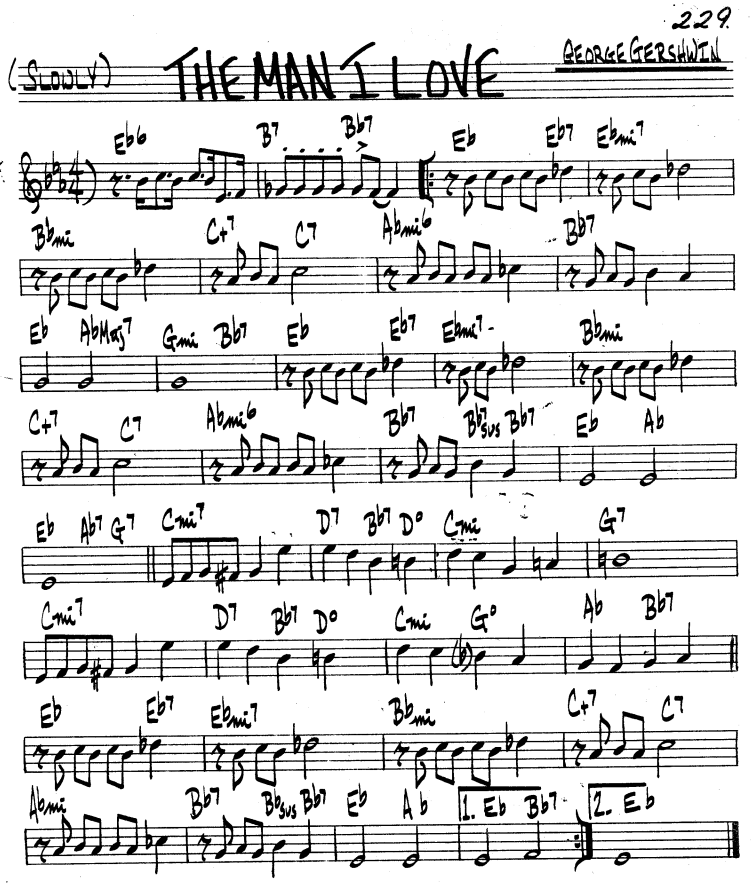 229.
(SLOWLY) THE MAN I LOVE GEORGE GERSHWIN
Eb6 B7 Bb7 Eb Eb7 Ebmi7
4/4
Bbmi C+7 C7 Abmi6 Bb7
Eb AbMaj7 Gmi Bb7 Eb Eb7 Ebmi7 Bbmi
C+7 C7 Abmi6 Bb7 Bb7sus Bb7 Eb Ab
Eb Ab7 G7 Cmi7 D7 Bb7 D° Cmi G7
Cmi7 D7 Bb7 D° Cmi G° Ab Bb7
Eb Eb7 Ebmi7 Bbmi C+7 C7
Abmi Bb7 Bbsus Bb7 Eb Ab 1. Eb Bb7 2. Eb